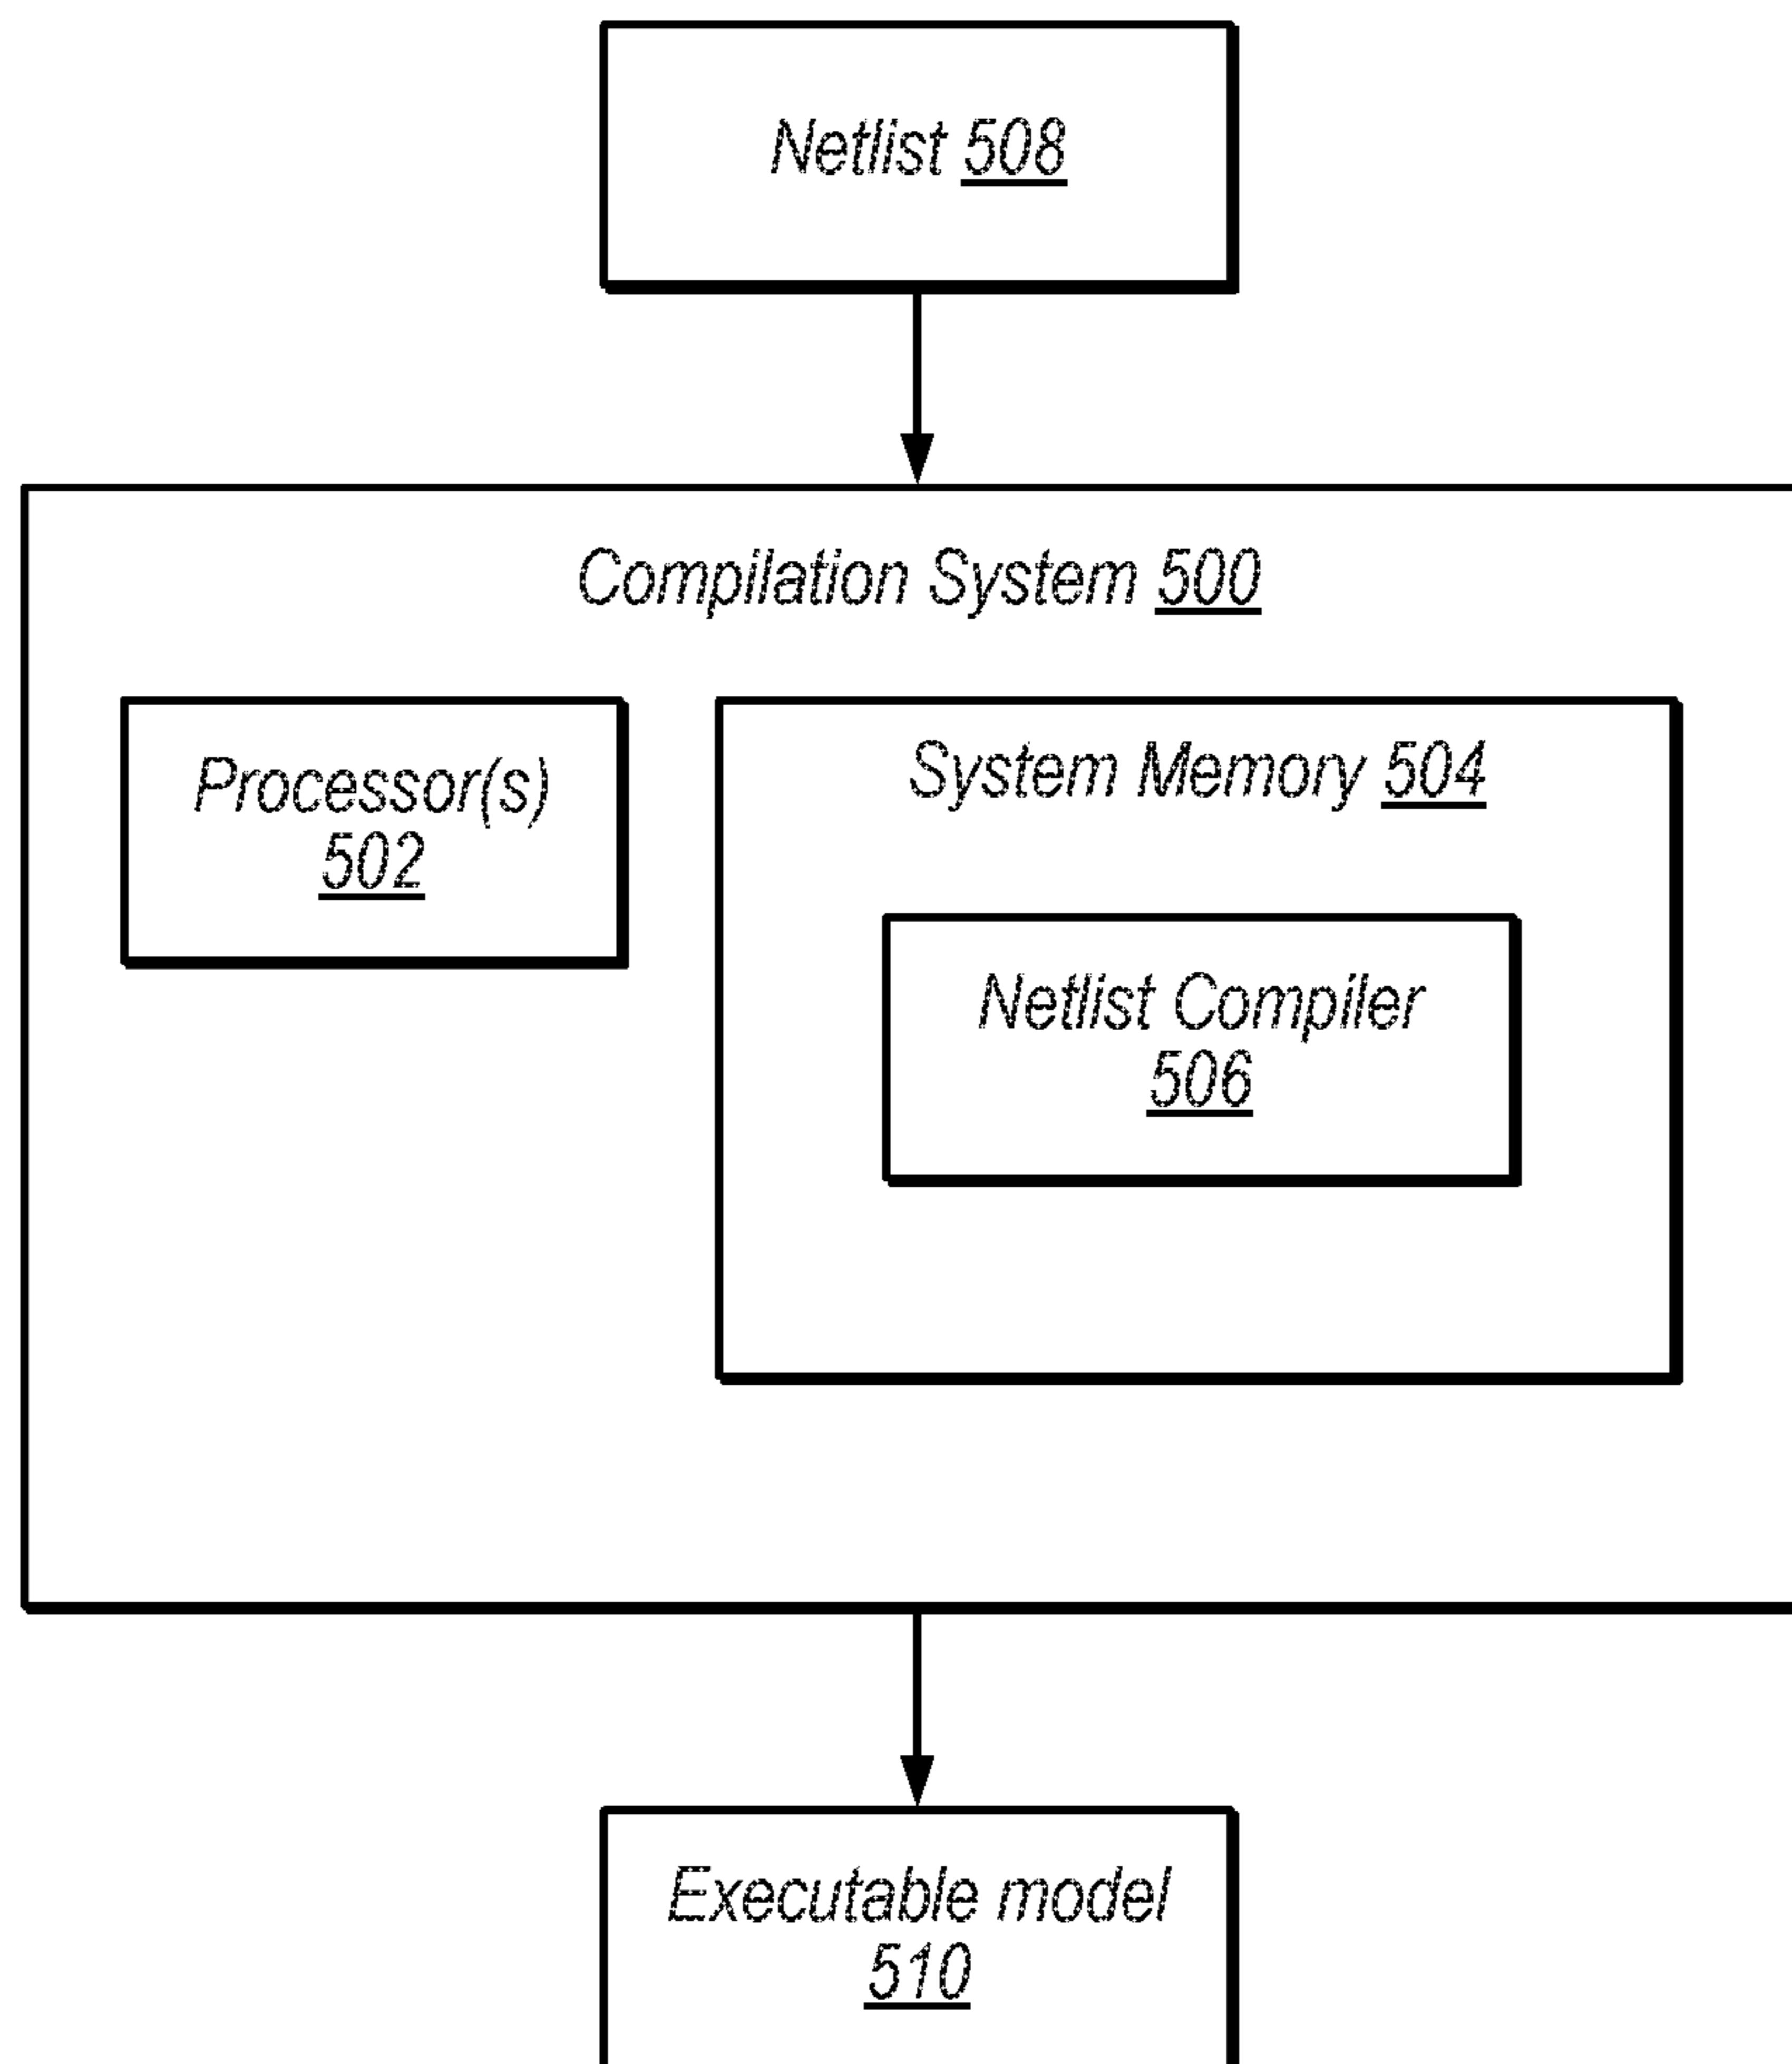 Netlist 508
Compilation System 500
Processor(s)
502
System Memory 504
Netlist Compiler
506
Executable model
510